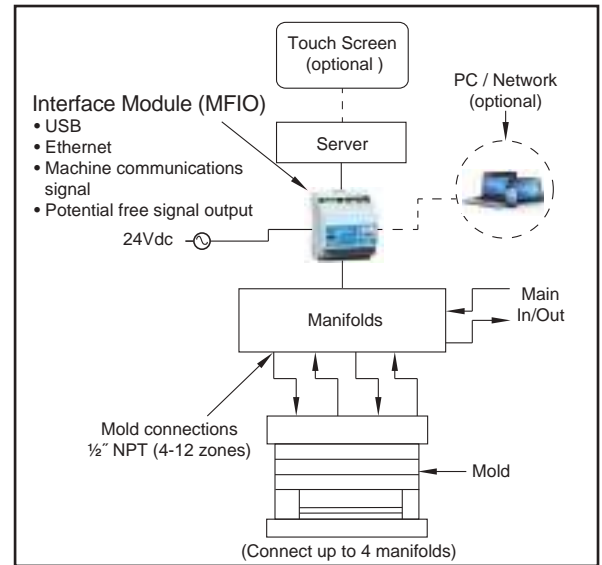 Touch Screen
(optional )
PC / Network
(optional)
Interface Module (MFIO)
• USB
• Ethernet
• Machine communications
signal
• Potential free signal output
Server
24Vdc
Manifolds
Main
In/Out
Mold connections
½˝ NPT (4-12 zones)
Mold
(Connect up to 4 manifolds)